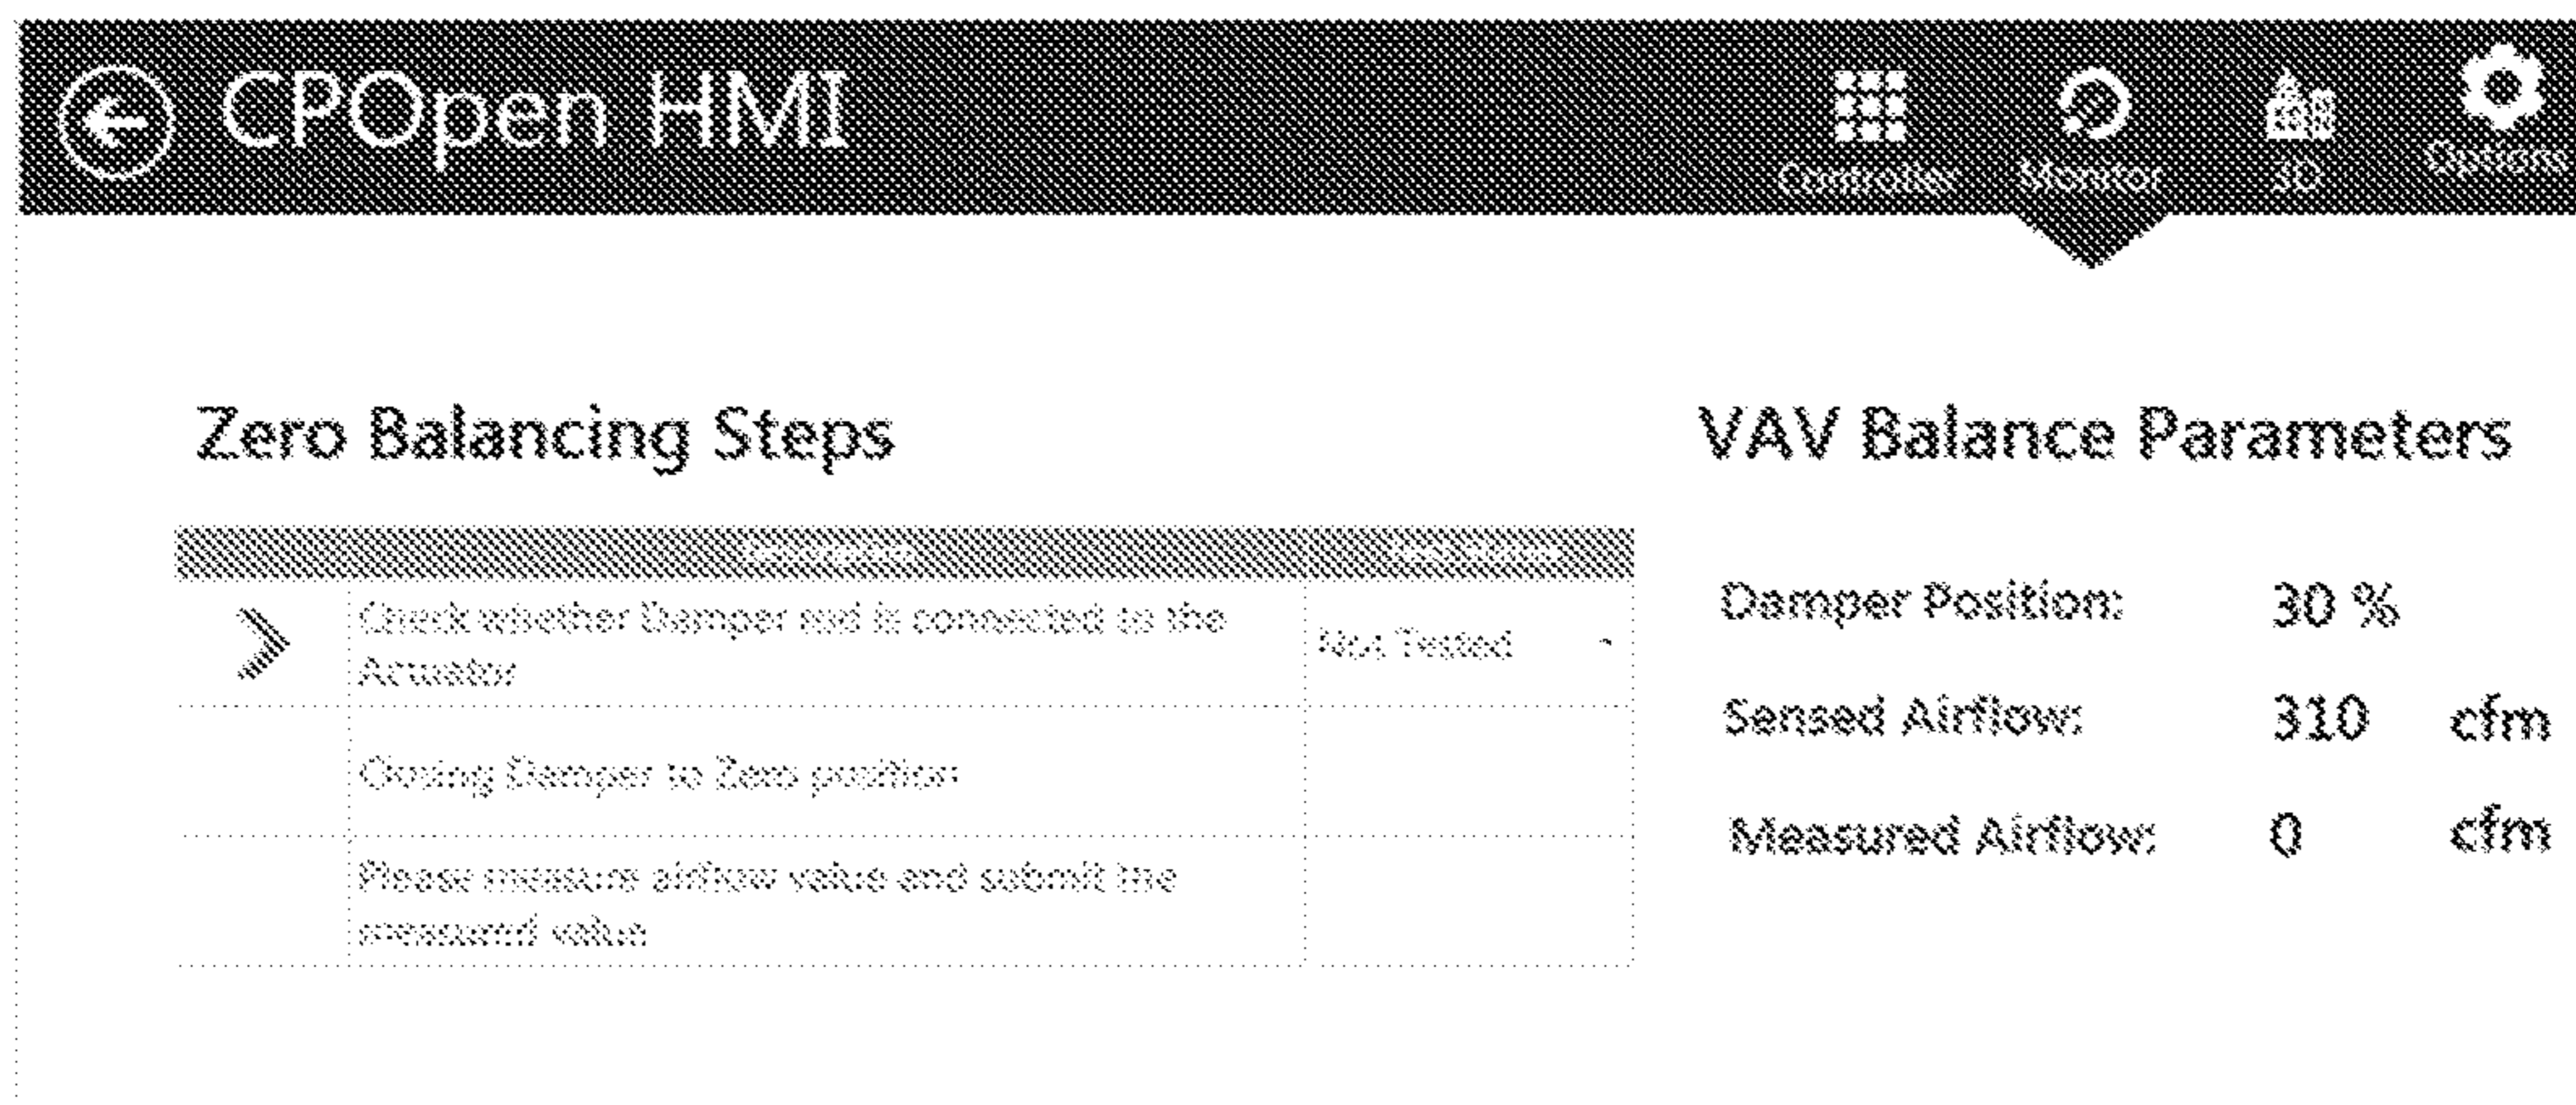 CPOpen HMI
Controller
Monitor
3D
Options
Zero Balancing Steps
VAV Balance Parameters
Check whether Damper rod is connected to the
Actuator
Not Tested
Closing Damper to Zero position
Please measure airflow value and submit the
measured value
Damper Position: 30 %
Sensed Airflow: 310 cfm
Measured Airflow: 0 cfm